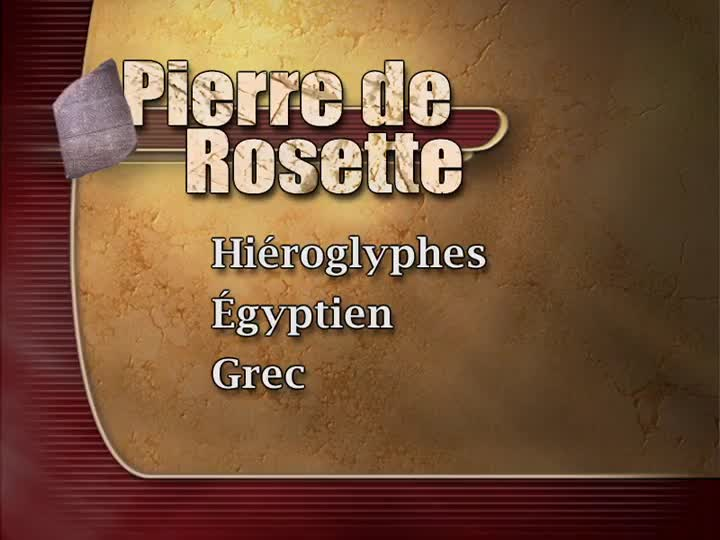 Pierre de
Rosette
Hiéroglyphes
Égyptien
Grec